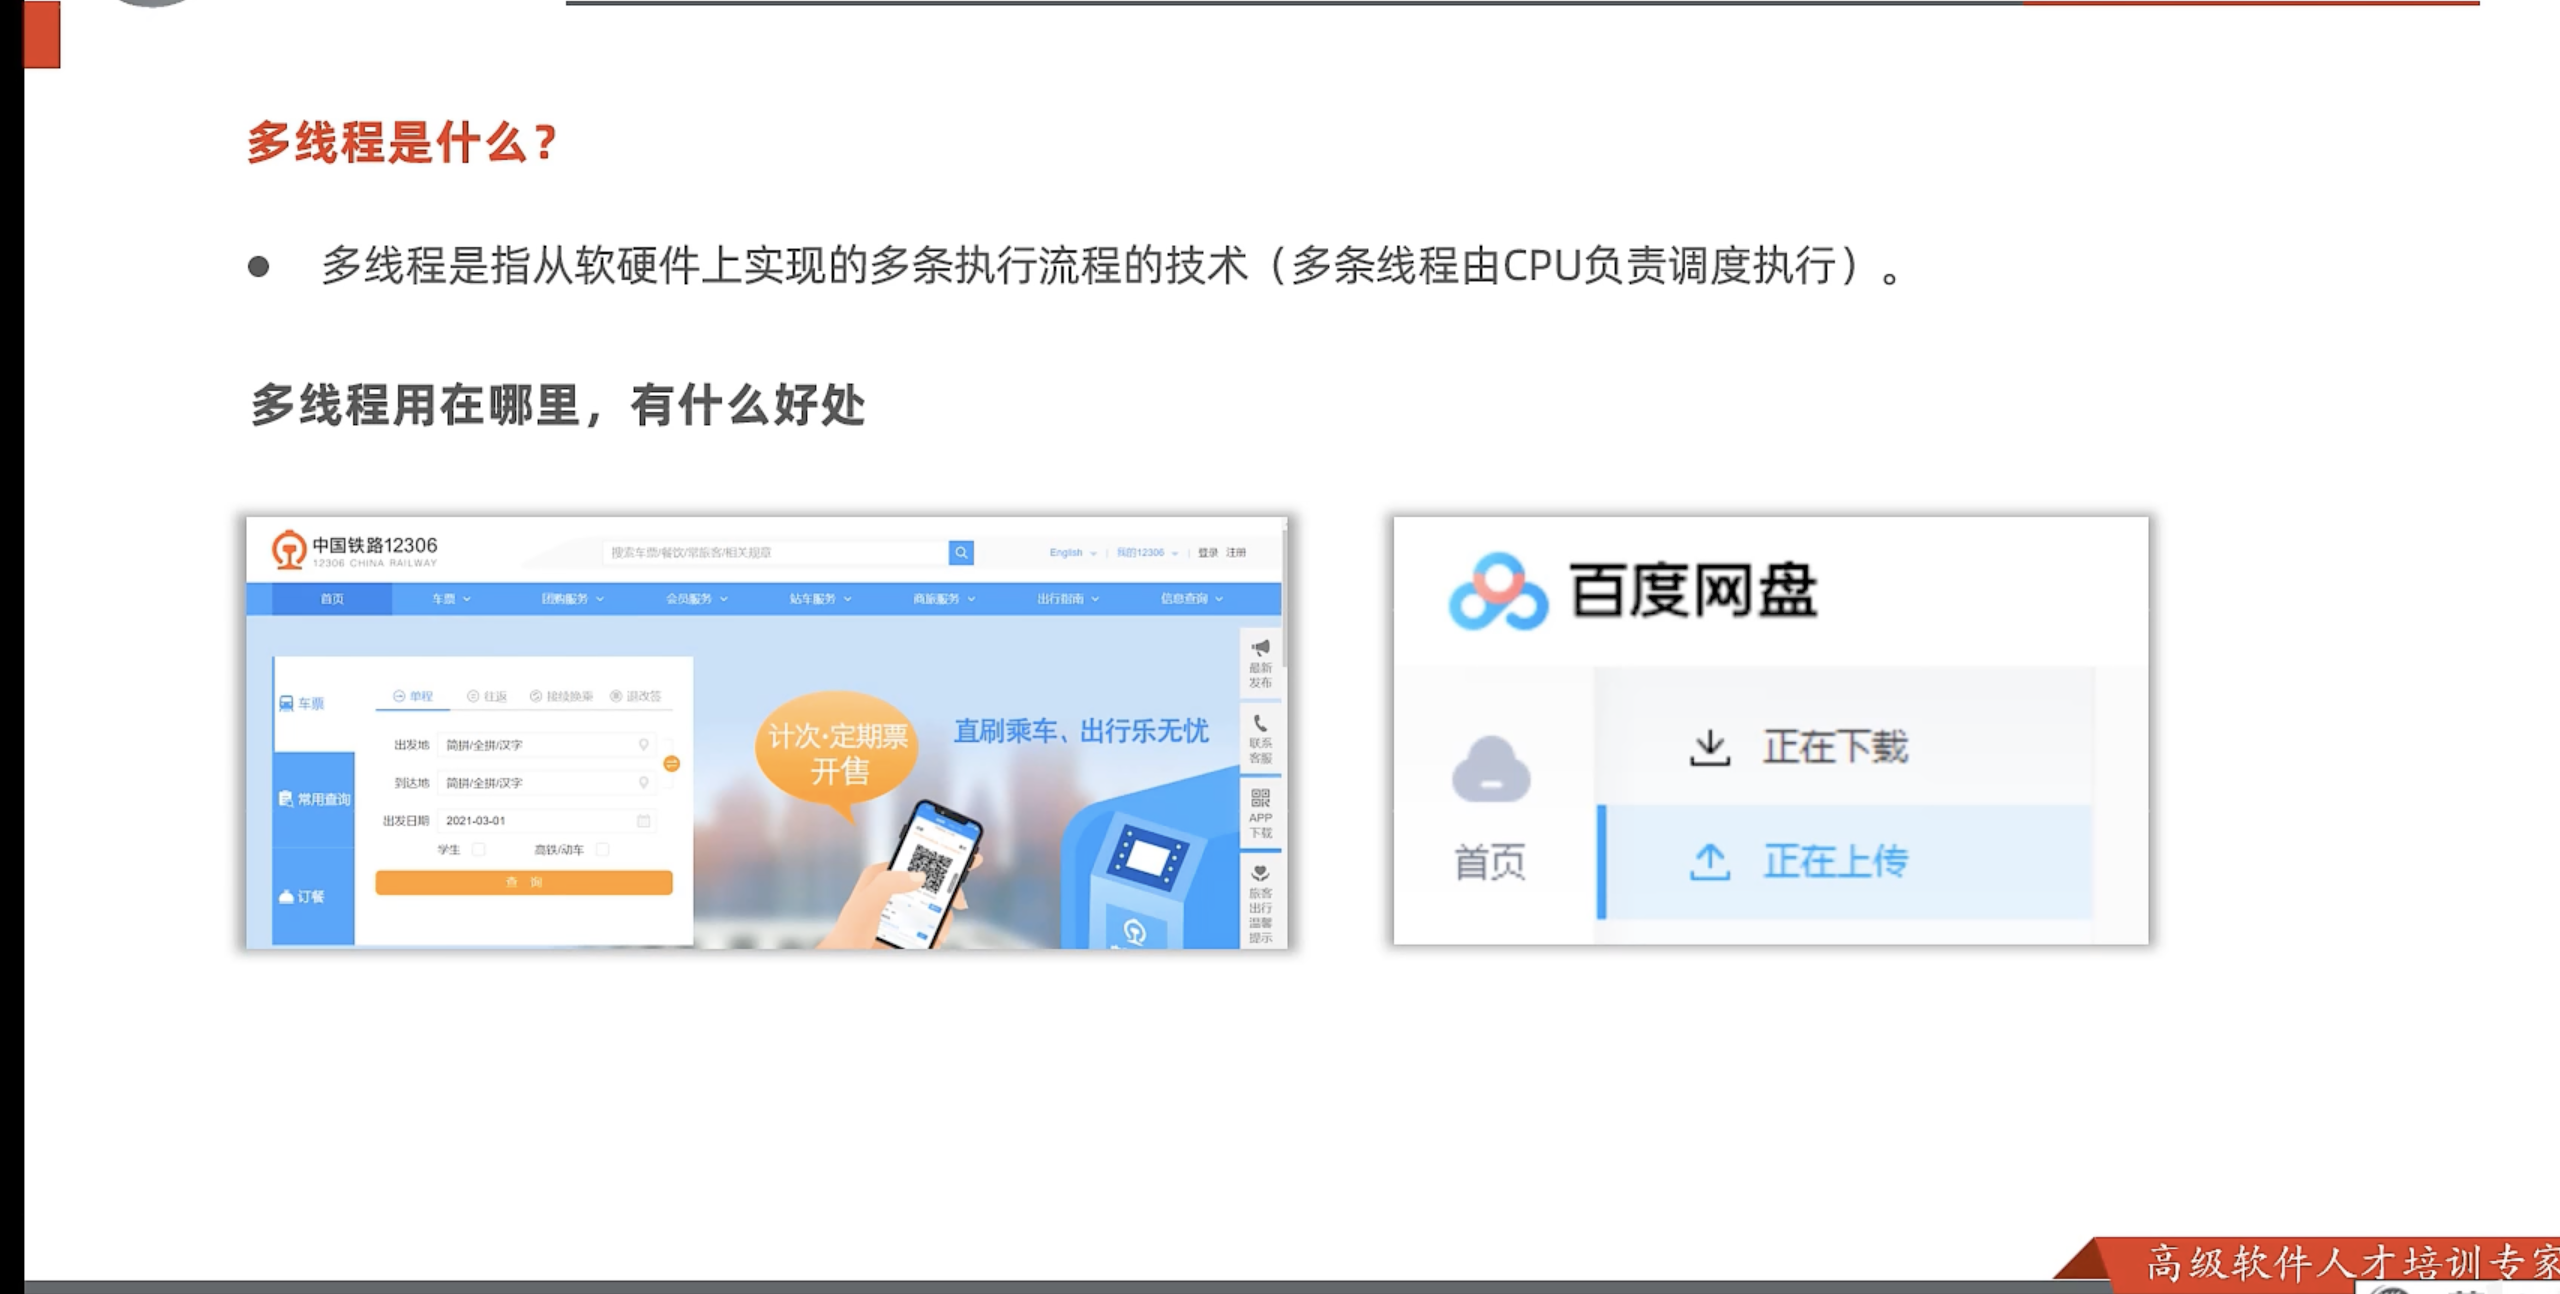 多线程是什么？
● 多线程是指从软硬件上实现的多条执行流程的技术（多条线程由CPU负责调度执行）。
多线程用在哪里，有什么好处
中国铁路12306
12306 CHINA RAILWAY
搜索车票/餐饮/常旅客/相关规章
English | 我的12306 | 登录 注册
首页 车票 团购服务 会员服务 站车服务 商旅服务 出行指南 信息查询
车票
常用查询
订餐
单程 往返 接续换乘 退改签
出发地 简拼/全拼/汉字
到达地 简拼/全拼/汉字
出发日期 2021-03-01
学生 高铁/动车
查 询
计次·定期票
开售
直刷乘车、出行乐无忧
最新
发布
联系
客服
APP
下载
旅客
出行
温馨
提示
百度网盘
首页
正在下载
正在上传
高级软件人才培训专家